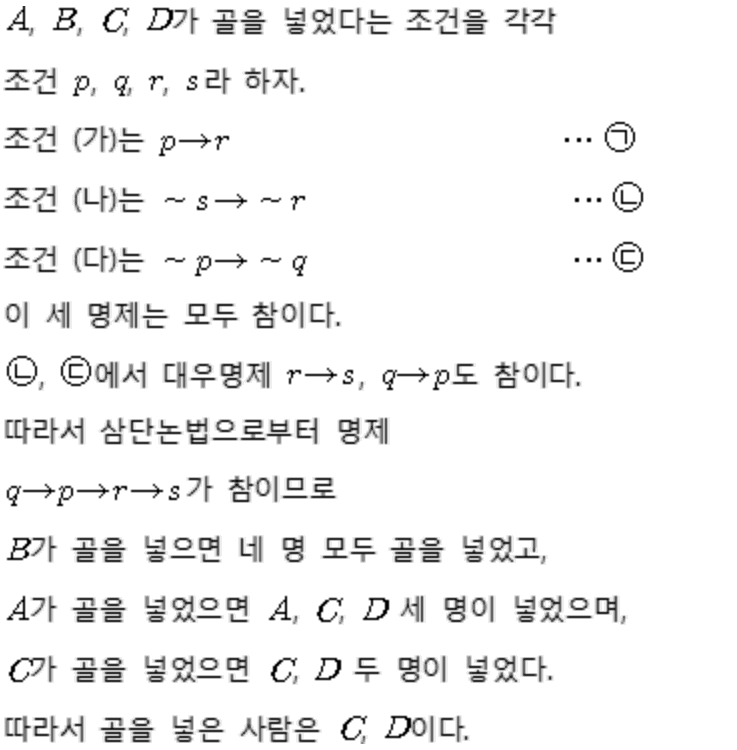 A, B, C, D가 골을 넣었다는 조건을 각각
조건 p, q, r, s라 하자.
조건 (가)는 p→r ⋯ ㉠
조건 (나)는 ~s→ ~r ⋯ ㉡
조건 (다)는 ~p→ ~q ⋯ ㉢
이 세 명제는 모두 참이다.
㉡, ㉢에서 대우명제 r→s, q→p도 참이다.
따라서 삼단논법으로부터 명제
q→p→r→s가 참이므로
B가 골을 넣으면 네 명 모두 골을 넣었고,
A가 골을 넣었으면 A, C, D 세 명이 넣었으며,
C가 골을 넣었으면 C, D 두 명이 넣었다.
따라서 골을 넣은 사람은 C, D이다.